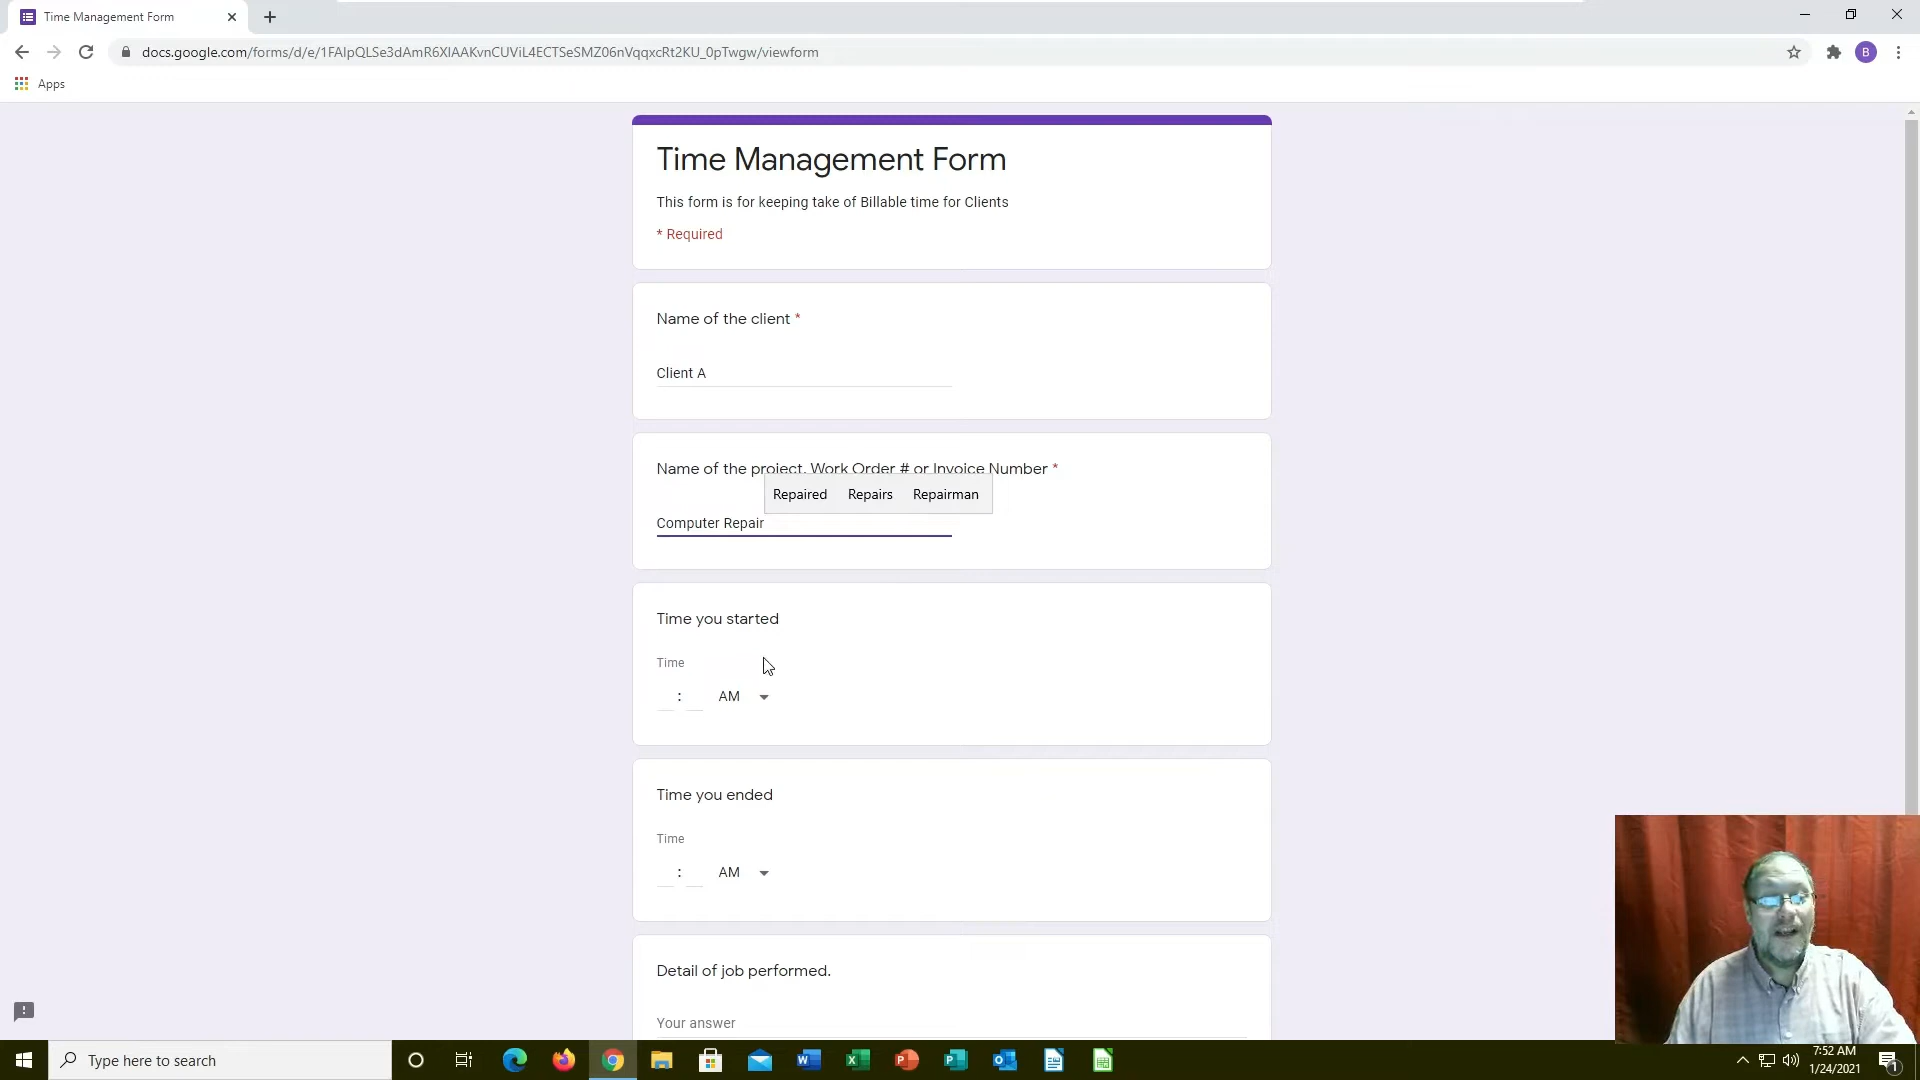 Time Management Form
docs.google.com/forms/d/e/1FAIpQLSe3dAmR6XIAAKvnCUViL4ECTSeSMZ06nVqqxcRt2KU_0pTwgw/viewform
B
Apps
Time Management Form
This form is for keeping take of Billable time for Clients
* Required
Name of the client *
Client A
Name of the project, Work Order # or Invoice Number *
Repaired Repairs Repairman
Computer Repair
Time you started
Time
: AM
Time you ended
Time
: AM
Detail of job performed.
Your answer
Type here to search
7:52 AM
1/24/2021
1